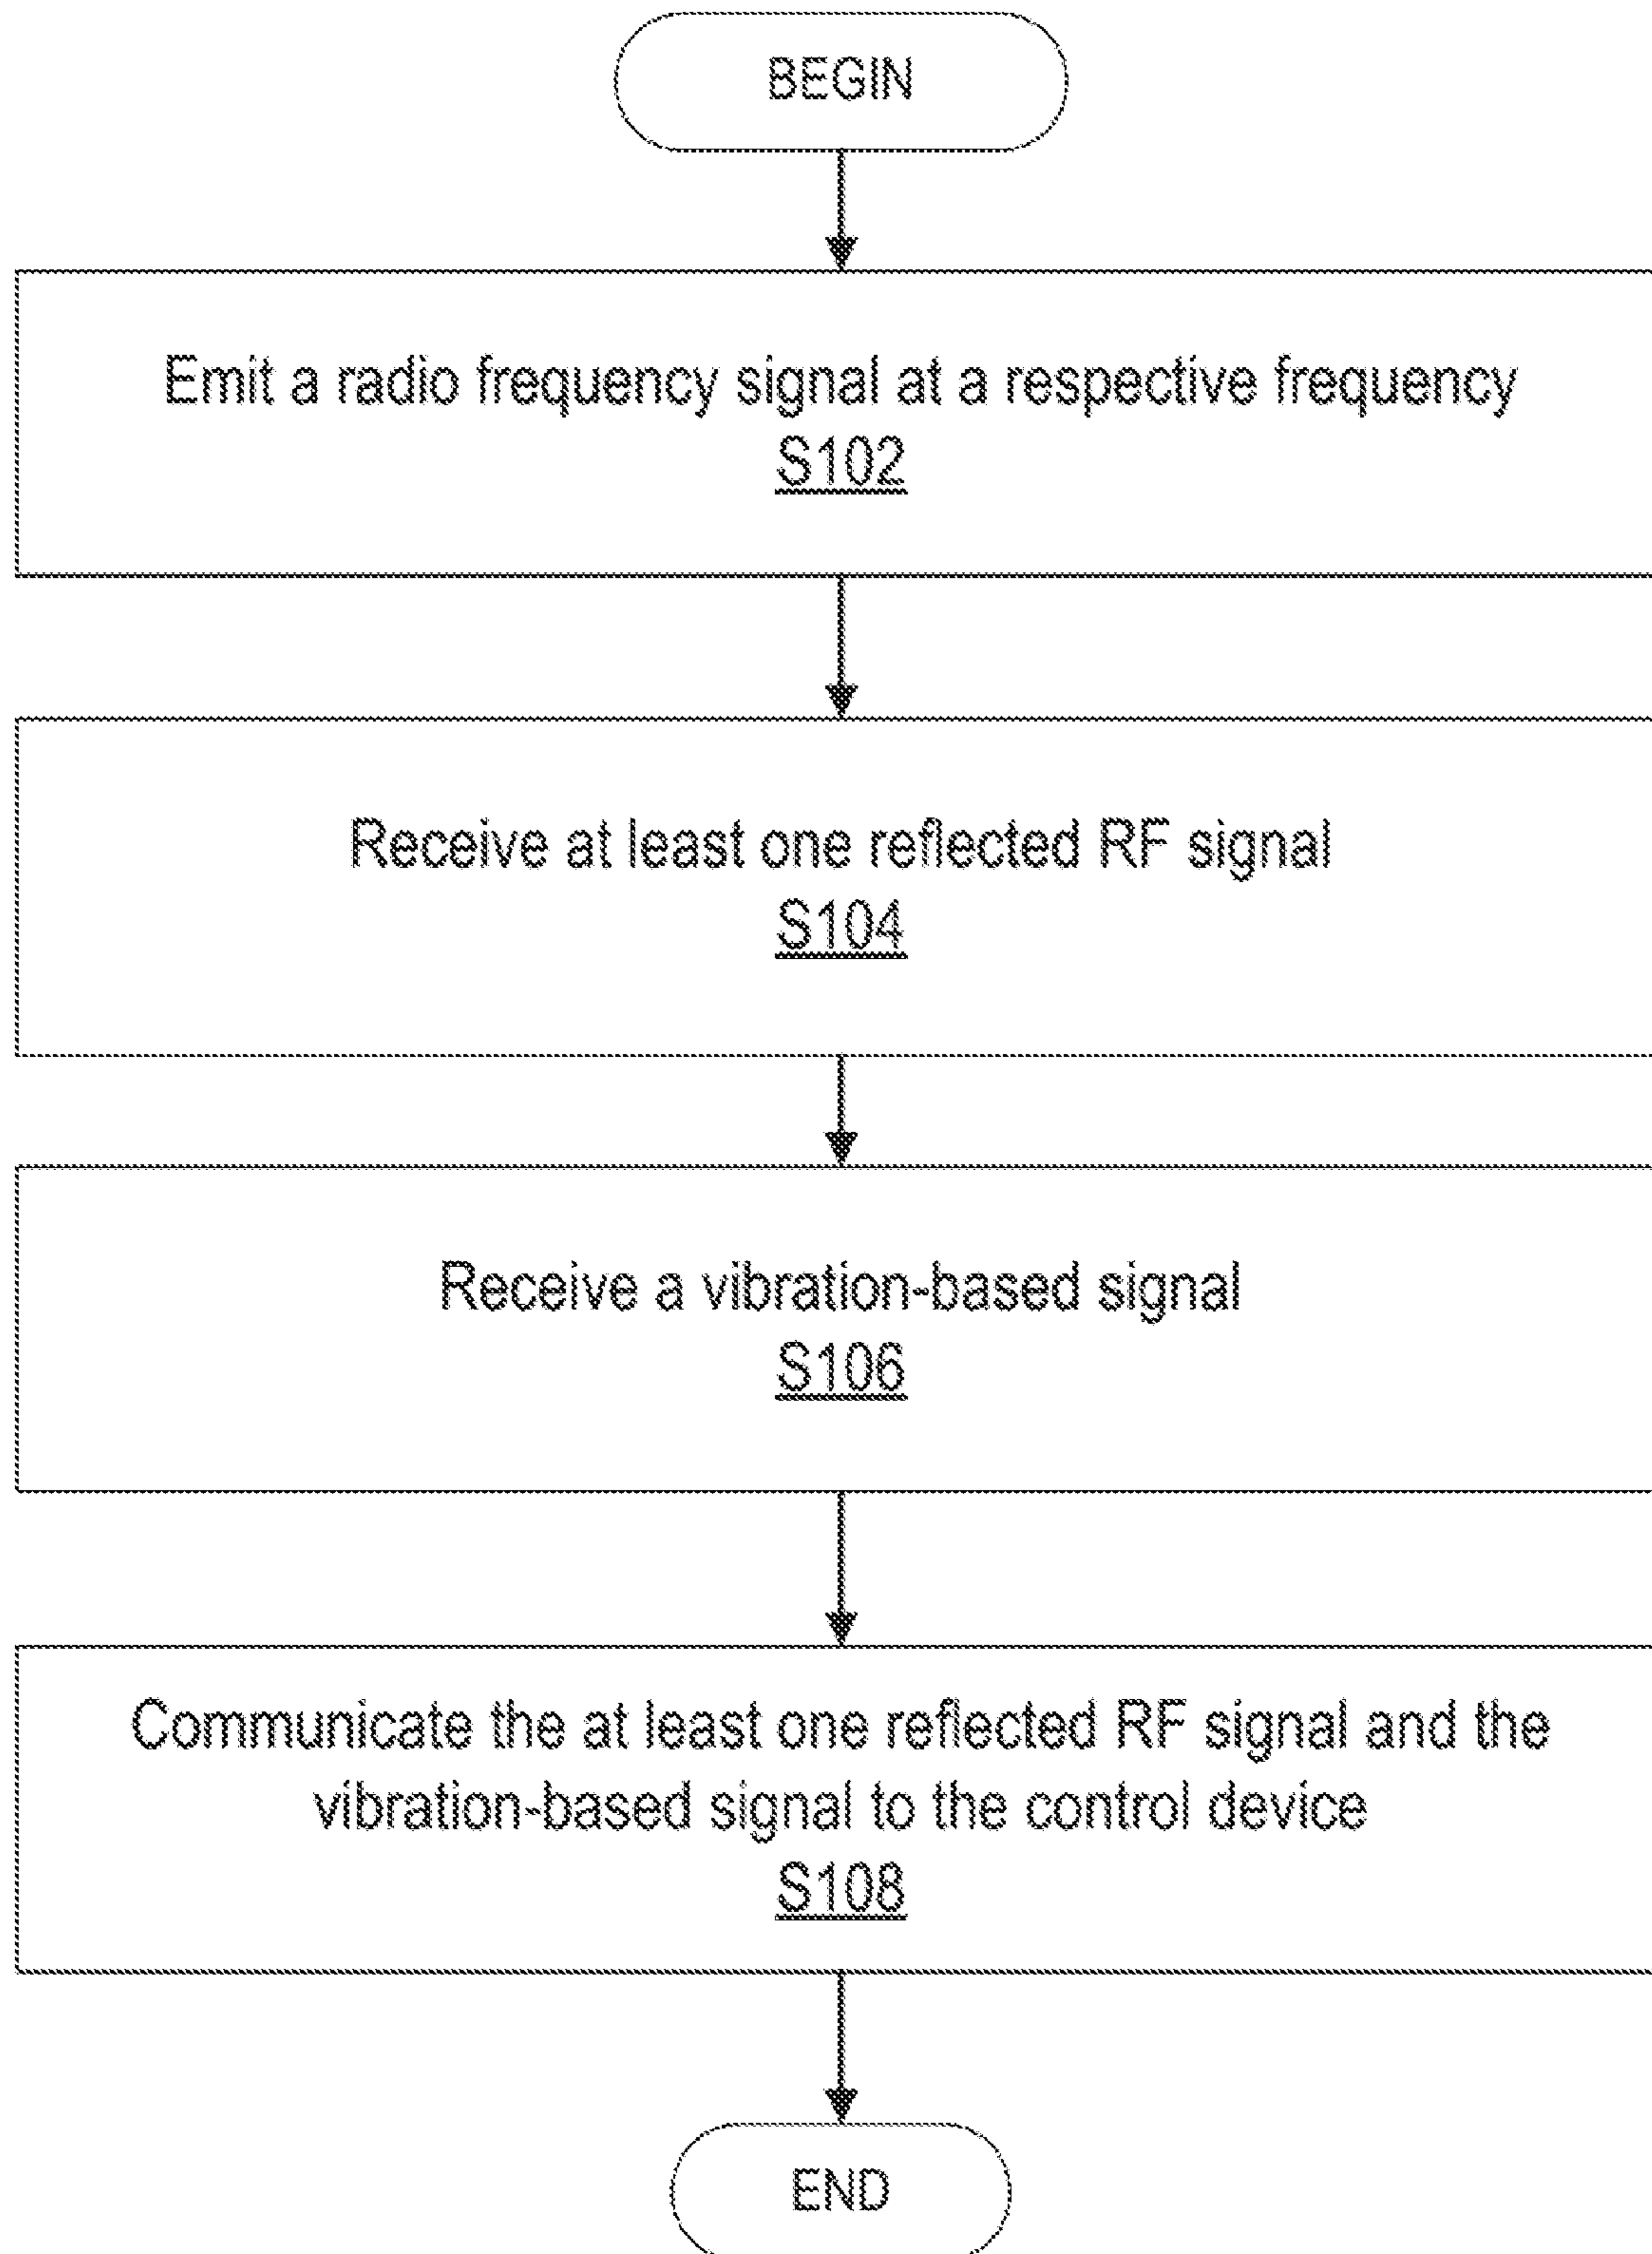 BEGIN
Emit a radio frequency signal at a respective frequency
S102
Receive at least one reflected RF signal
S104
Receive a vibration-based signal
S106
Communicate the at least one reflected RF signal and the
vibration-based signal to the control device
S108
END